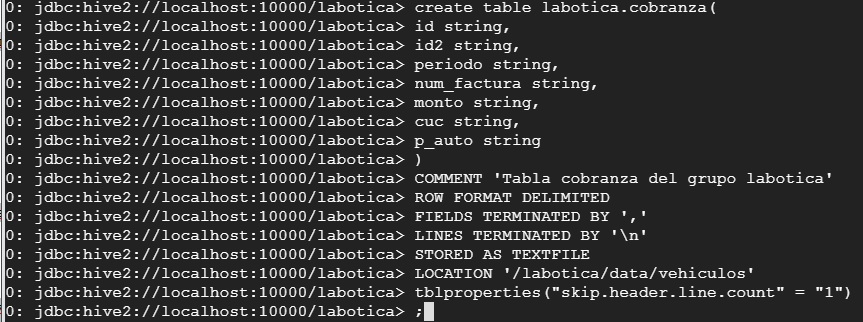 0: jdbc:hive2://localhost:10000/labotica> create table labotica.cobranza(
0: jdbc:hive2://localhost:10000/labotica> id string,
0: jdbc:hive2://localhost:10000/labotica> id2 string,
0: jdbc:hive2://localhost:10000/labotica> periodo string,
0: jdbc:hive2://localhost:10000/labotica> num_factura string,
0: jdbc:hive2://localhost:10000/labotica> monto string,
0: jdbc:hive2://localhost:10000/labotica> cuc string,
0: jdbc:hive2://localhost:10000/labotica> p_auto string
0: jdbc:hive2://localhost:10000/labotica> )
0: jdbc:hive2://localhost:10000/labotica> COMMENT 'Tabla cobranza del grupo labotica'
0: jdbc:hive2://localhost:10000/labotica> ROW FORMAT DELIMITED
0: jdbc:hive2://localhost:10000/labotica> FIELDS TERMINATED BY ','
0: jdbc:hive2://localhost:10000/labotica> LINES TERMINATED BY '\n'
0: jdbc:hive2://localhost:10000/labotica> STORED AS TEXTFILE
0: jdbc:hive2://localhost:10000/labotica> LOCATION '/labotica/data/vehiculos'
0: jdbc:hive2://localhost:10000/labotica> tblproperties("skip.header.line.count" = "1")
0: jdbc:hive2://localhost:10000/labotica> ;